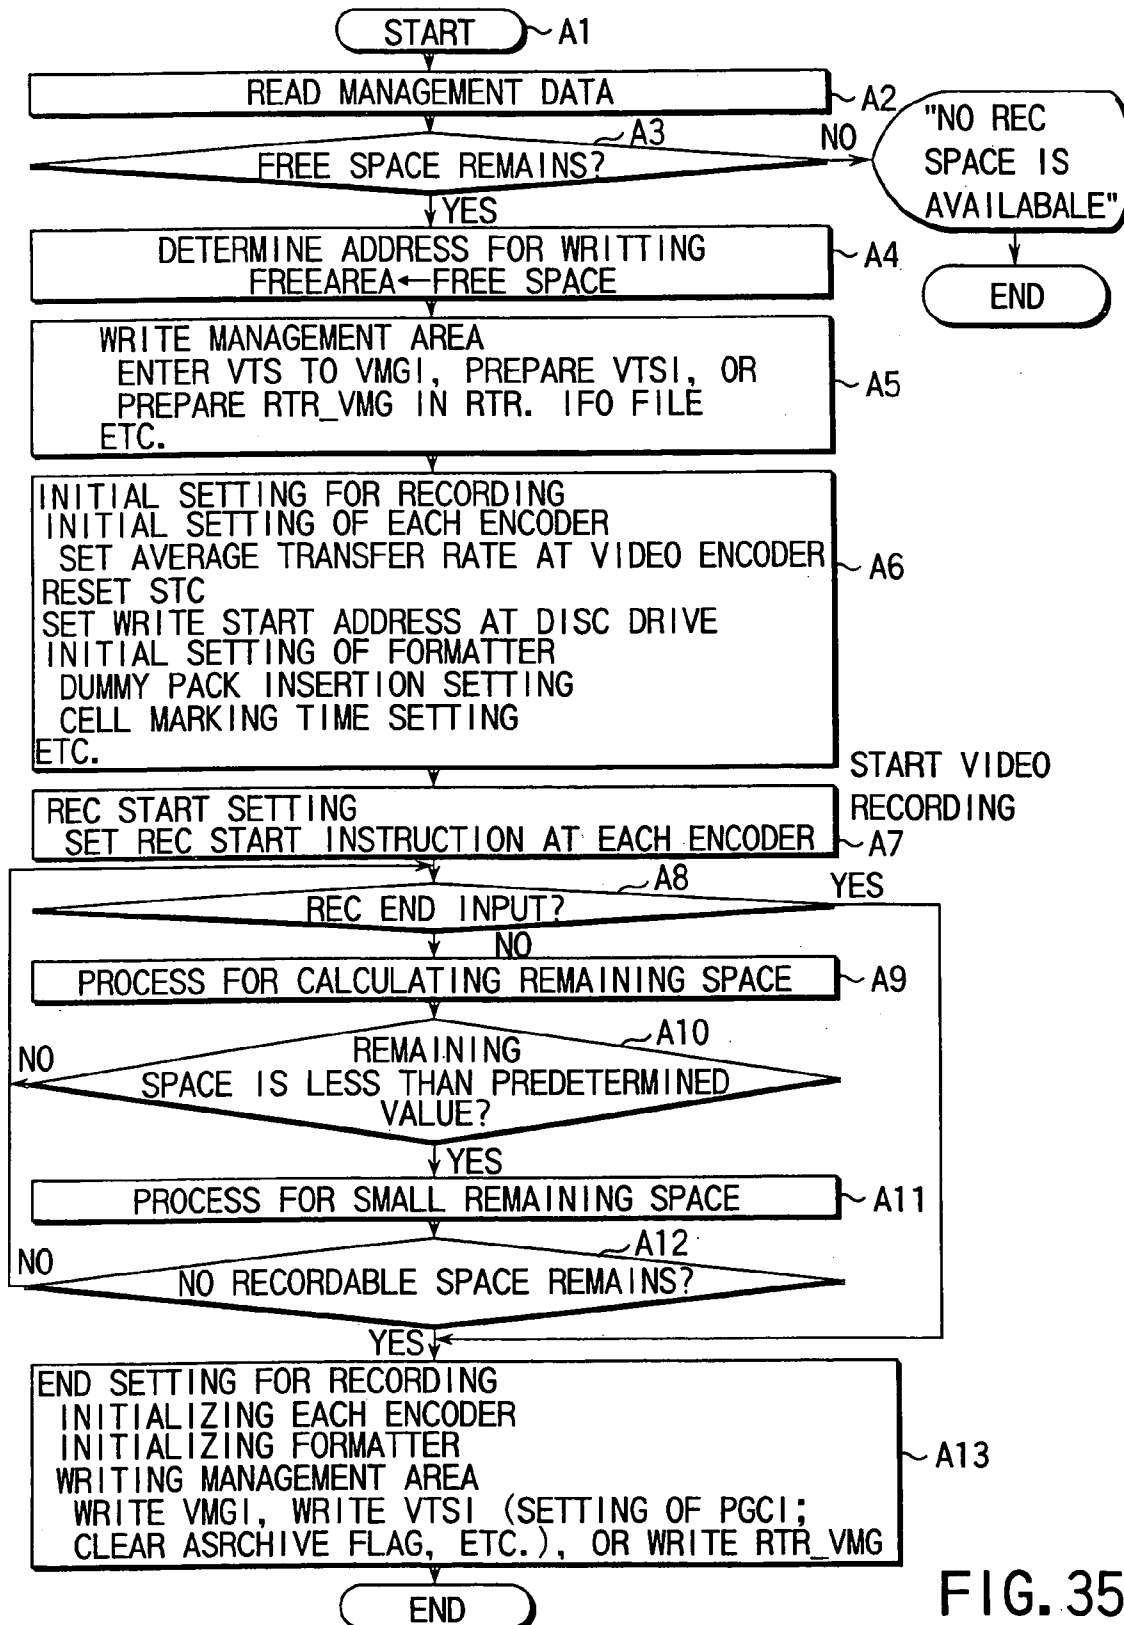 START
A1
READ MANAGEMENT DATA
A2
A3
FREE SPACE REMAINS?
NO
"NO REC
SPACE IS
AVAILABALE"
END
YES
DETERMINE ADDRESS FOR WRITTING
FREEAREA←FREE SPACE
A4
WRITE MANAGEMENT AREA
ENTER VTS TO VMGI, PREPARE VTSI, OR
PREPARE RTR_VMG IN RTR. IFO FILE
ETC.
A5
INITIAL SETTING FOR RECORDING
INITIAL SETTING OF EACH ENCODER
SET AVERAGE TRANSFER RATE AT VIDEO ENCODER
RESET STC
SET WRITE START ADDRESS AT DISC DRIVE
INITIAL SETTING OF FORMATTER
DUMMY PACK INSERTION SETTING
CELL MARKING TIME SETTING
ETC.
A6
START VIDEO
RECORDING
REC START SETTING
SET REC START INSTRUCTION AT EACH ENCODER
A7
A8
REC END INPUT?
YES
NO
PROCESS FOR CALCULATING REMAINING SPACE
A9
A10
REMAINING
SPACE IS LESS THAN PREDETERMINED
VALUE?
NO
YES
PROCESS FOR SMALL REMAINING SPACE
A11
A12
NO RECORDABLE SPACE REMAINS?
NO
YES
END SETTING FOR RECORDING
INITIALIZING EACH ENCODER
INITIALIZING FORMATTER
WRITING MANAGEMENT AREA
WRITE VMGI, WRITE VTSI (SETTING OF PGCI;
CLEAR ASRCHIVE FLAG, ETC.), OR WRITE RTR_VMG
A13
END
FIG. 35